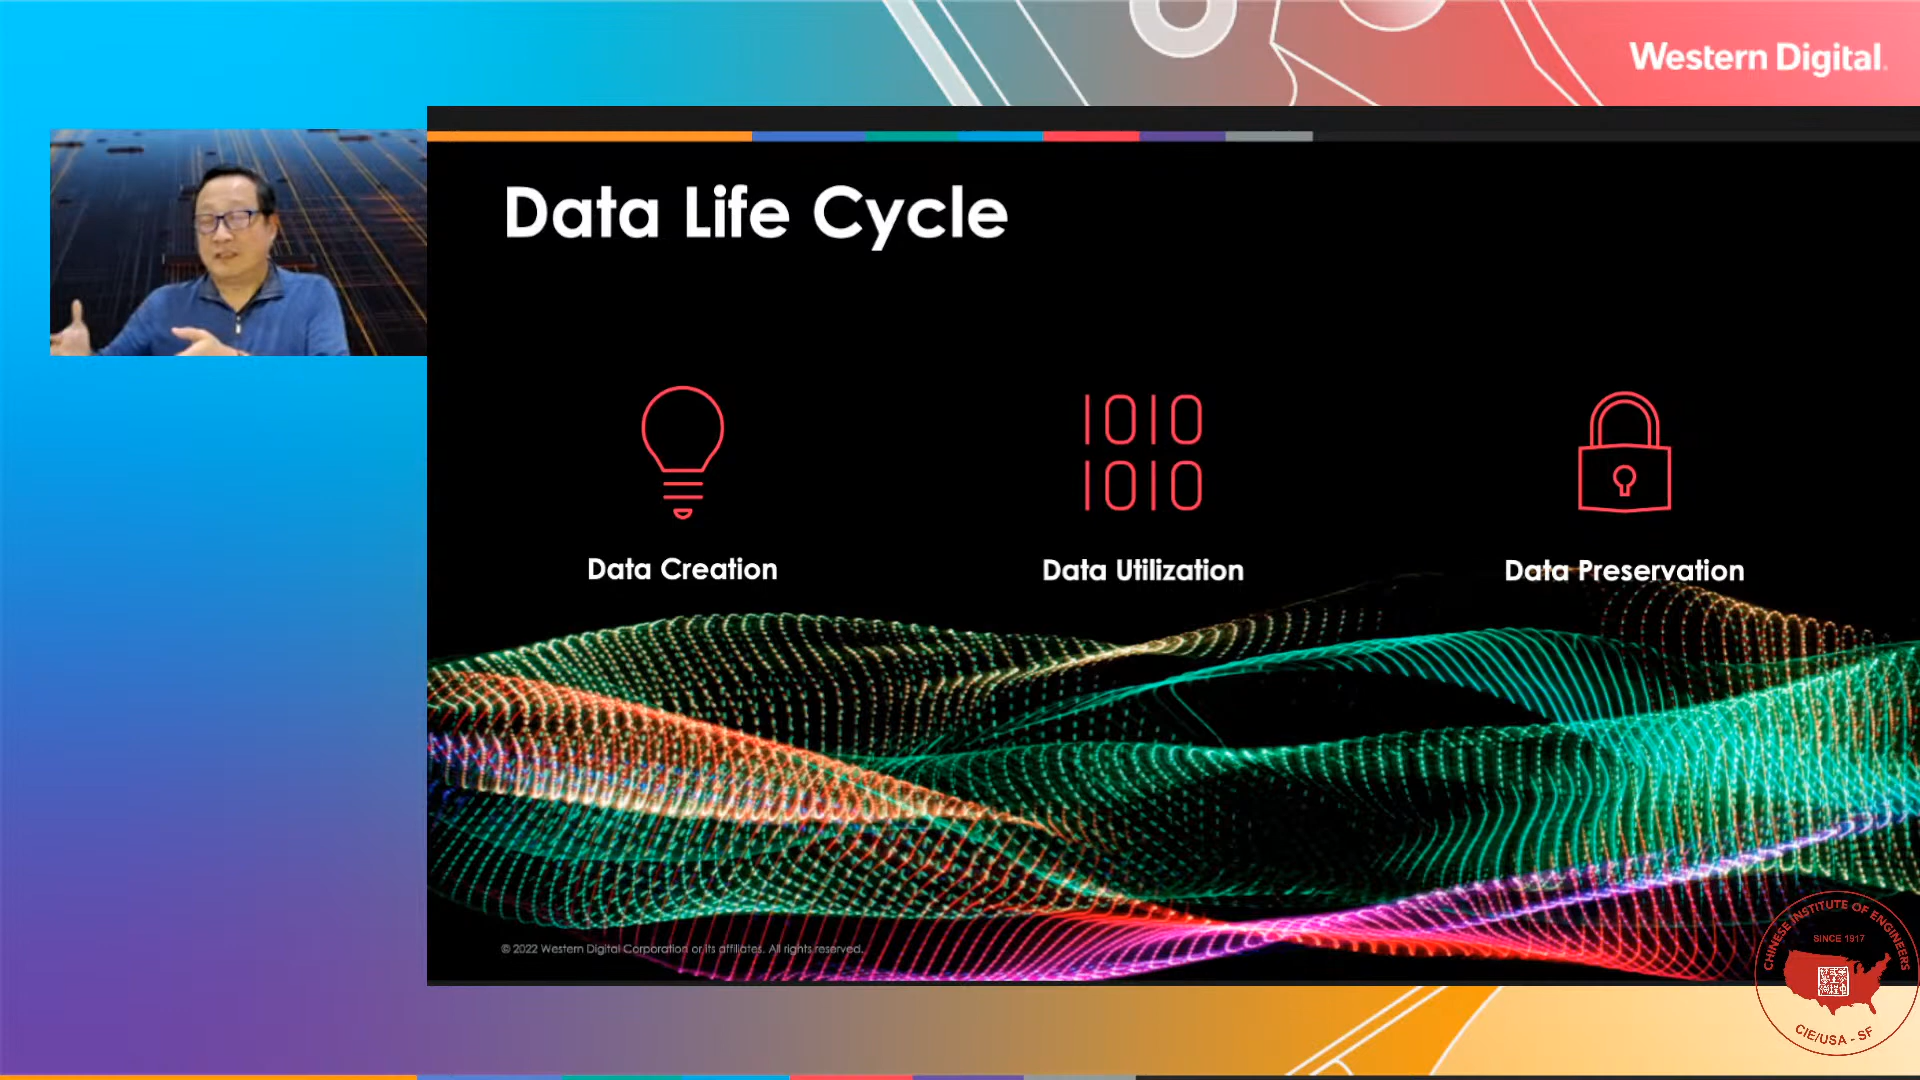 Western Digital.
Data Life Cycle
1010
1010
Data Creation
Data Utilization
Data Preservation
© 2022 Western Digital Corporation or its affiliates. All rights reserved.
CHINESE INSTITUTE OF ENGINEERS
SINCE 1917
CIE/USA - SF